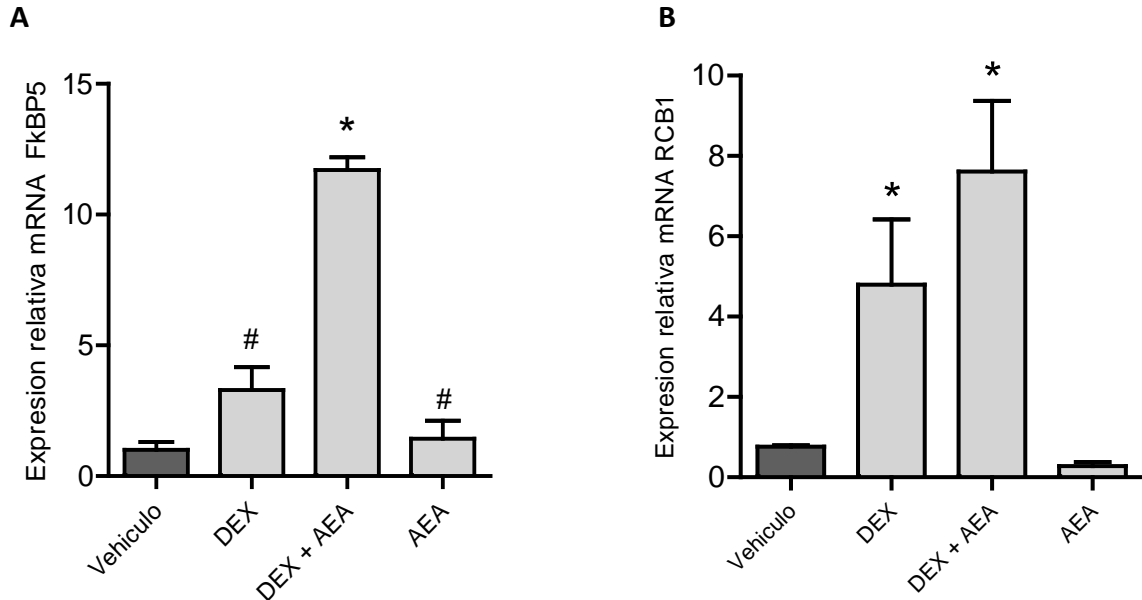 A
Expresion relativa mRNA FkBP5
15
10
5
0
#
*
#
Vehiculo
DEX
DEX + AEA
AEA
B
Expresion relativa mRNA RCB1
10
8
6
4
2
0
*
*
Vehiculo
DEX
DEX + AEA
AEA